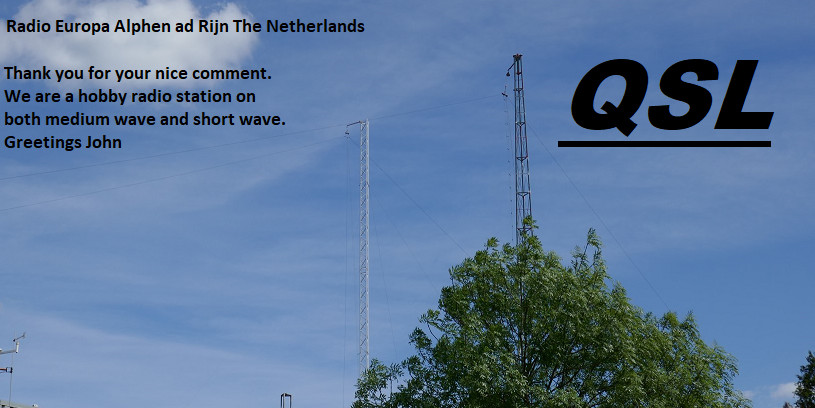 Radio Europa Alphen ad Rijn The Netherlands
Thank you for your nice comment.
We are a hobby radio station on
both medium wave and short wave.
Greetings John
QSL